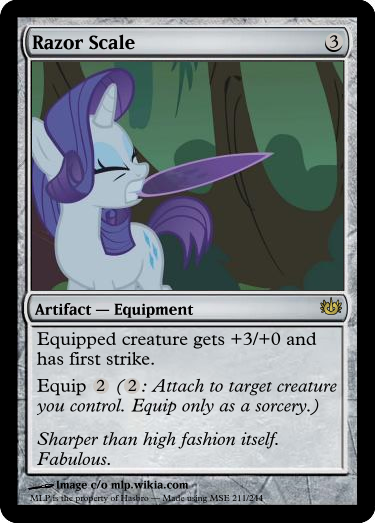 Razor Scale 3
Artifact — Equipment
Equipped creature gets +3/+0 and
has first strike.
Equip 2 (2: Attach to target creature
you control. Equip only as a sorcery.)
Sharper than high fashion itself.
Fabulous.
Image c/o mlp.wikia.com
MLP is the property of Hasbro — Made using MSE 211/244